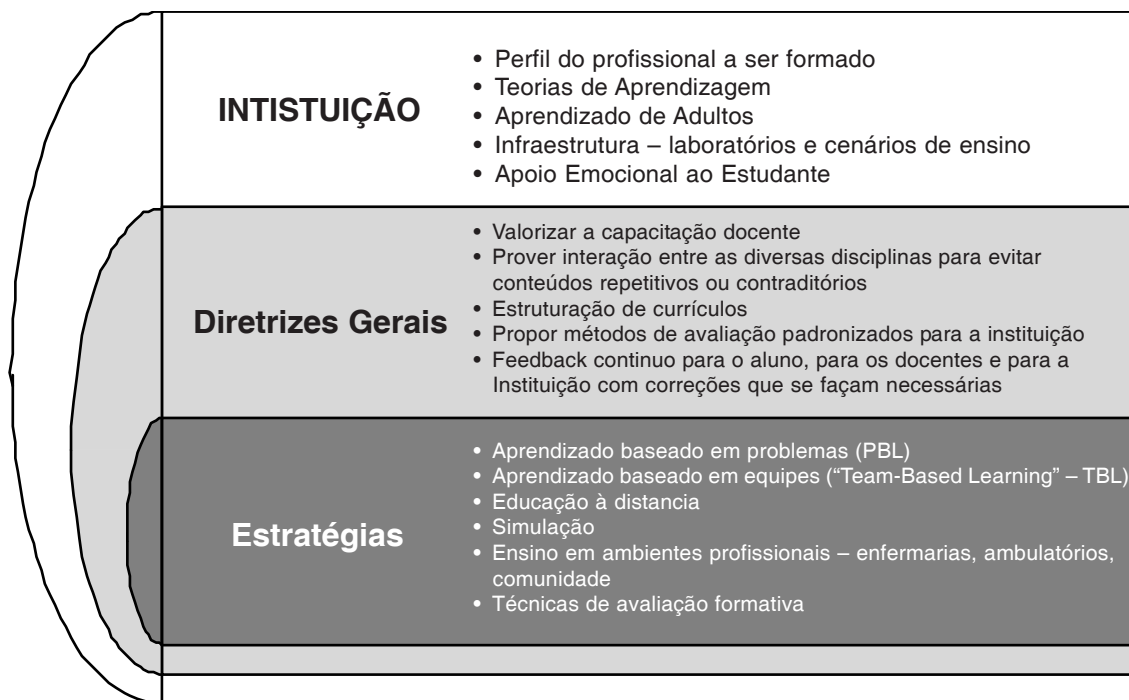 INTISTUIÇÃO
• Perfil do profissional a ser formado
• Teorias de Aprendizagem
• Aprendizado de Adultos
• Infraestrutura – laboratórios e cenários de ensino
• Apoio Emocional ao Estudante
Diretrizes Gerais
• Valorizar a capacitação docente
• Prover interação entre as diversas disciplinas para evitar
conteúdos repetitivos ou contraditórios
• Estruturação de currículos
• Propor métodos de avaliação padronizados para a instituição
• Feedback continuo para o aluno, para os docentes e para a
Instituição com correções que se façam necessárias
Estratégias
• Aprendizado baseado em problemas (PBL)
• Aprendizado baseado em equipes (“Team-Based Learning” – TBL)
• Educação à distancia
• Simulação
• Ensino em ambientes profissionais – enfermarias, ambulatórios,
comunidade
• Técnicas de avaliação formativa